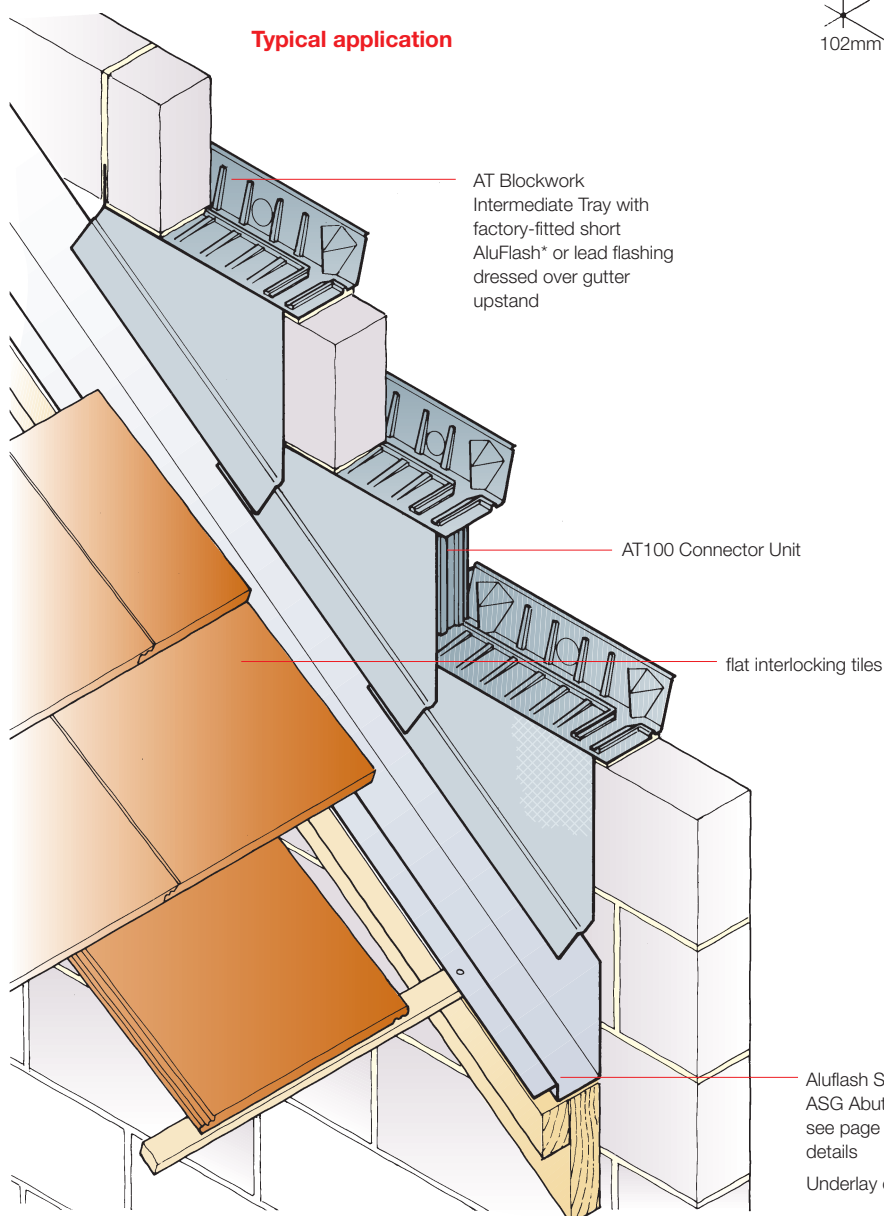 Typical application
102mm
AT Blockwork
Intermediate Tray with
factory-fitted short
AluFlash* or lead flashing
dressed over gutter
upstand
AT100 Connector Unit
flat interlocking tiles
Aluflash S
ASG Abut
see page
details
Underlay